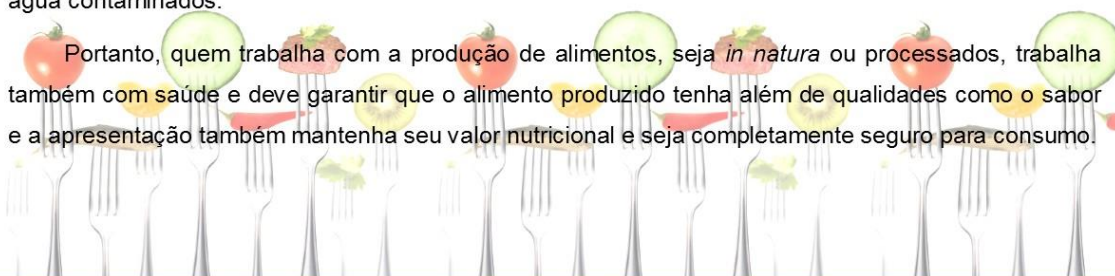 água contaminados.
Portanto, quem trabalha com a produção de alimentos, seja in natura ou processados, trabalha
também com saúde e deve garantir que o alimento produzido tenha além de qualidades como o sabor
e a apresentação também mantenha seu valor nutricional e seja completamente seguro para consumo.